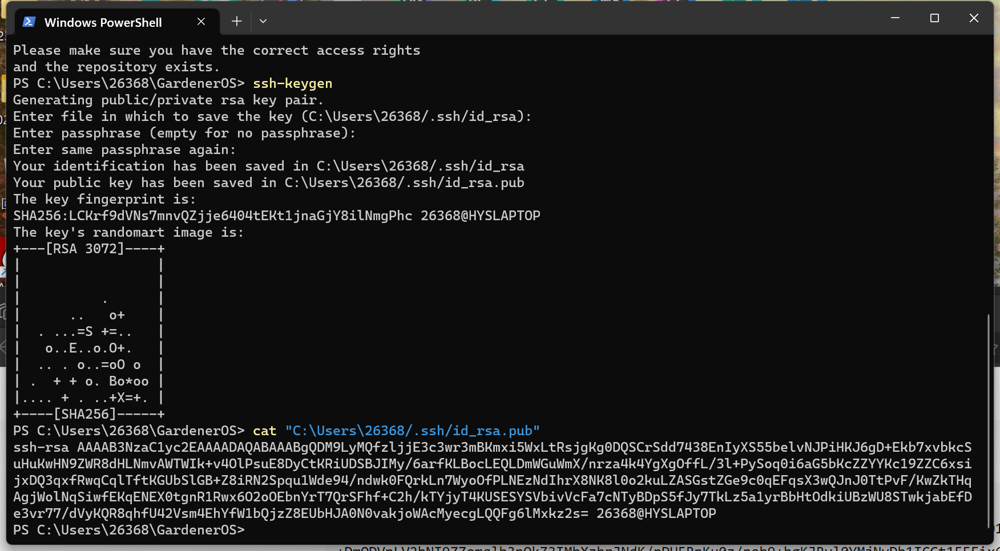 Windows PowerShell
Please make sure you have the correct access rights
and the repository exists.
PS C:\Users\26368\GardenerOS> ssh-keygen
Generating public/private rsa key pair.
Enter file in which to save the key (C:\Users\26368/.ssh/id_rsa):
Enter passphrase (empty for no passphrase):
Enter same passphrase again:
Your identification has been saved in C:\Users\26368/.ssh/id_rsa
Your public key has been saved in C:\Users\26368/.ssh/id_rsa.pub
The key fingerprint is:
SHA256:LCKrf9dVNs7mnvQZjje6404tEKt1jnaGjY8ilNmgPhc 26368@HYSLAPTOP
The key's randomart image is:
+---[RSA 3072]----+
|                 |
|                 |
|          .      |
|      ..   o+    |
|  . ...=S +=..   |
|   o..E..o.O+.   |
|  .. . o..=oO o  |
| .  + + o. Bo*oo |
|.... + . ..+X=+. |
+----[SHA256]-----+
PS C:\Users\26368\GardenerOS> cat "C:\Users\26368/.ssh/id_rsa.pub"
ssh-rsa AAAAB3NzaC1yc2EAAAADAQABAAABgQDM9LyMQfzljjE3c3wr3mBKmxi5WxLtRsjgKg0DQSCrSdd7438EnIyXS55belvNJPiHKJ6gD+Ekb7xvbkcS
uHuKwHN9ZWR8dHLNmvAWTWIk+v4OlPsuE8DyCtKRiUDSBJIMy/6arfKLBocLEQLDmWGuWmX/nrza4k4YgXgOffL/3l+PySoq0i6aG5bKcZZYYKc19ZZC6xsi
jxDQ3qxfRwqCqlTftKGUbSlGB+Z8iRN2Spqu1Wde94/ndwk0FQrkLn7WyoOfPLNEzNdIhrX8NK8l0o2kuLZASGstZGe9c0qEFqsX3wQJnJ0TtPvF/KwZkTHq
AgjWolNqSiwfEKqENEX0tgnR1Rwx6O2oOEbnYrT7QrSFhf+C2h/kTYjyT4KUSESYSVbivVcFa7cNTyBDpS5fJy7TkLz5a1yrBbHtOdkiUBzWU8STwkjabEfD
e3vr77/dVyKQR8qhfU42Vsm4EhYfW1bQjzZ8EUbHJA0N0vakjoWAcMyecgLQQFg6lMxkz2s= 26368@HYSLAPTOP
PS C:\Users\26368\GardenerOS>